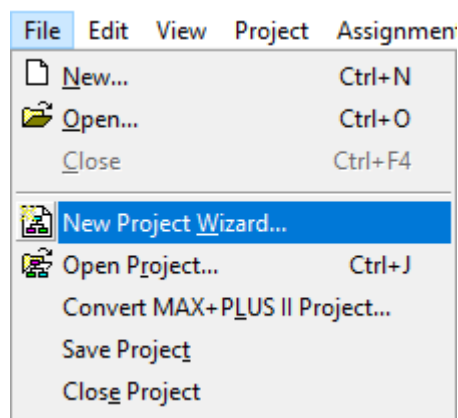 File Edit View Project Assignmen
New... Ctrl+N
Open... Ctrl+O
Close Ctrl+F4
New Project Wizard...
Open Project... Ctrl+J
Convert MAX+PLUS II Project...
Save Project
Close Project